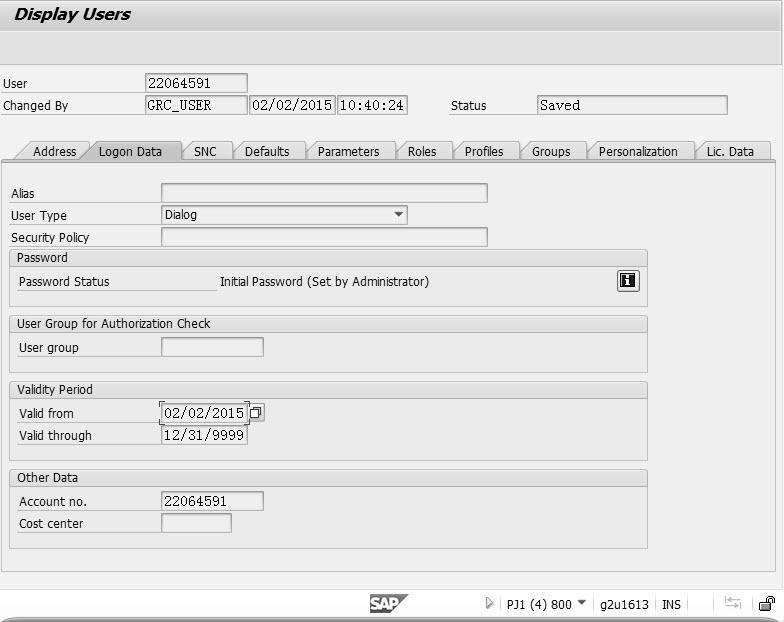 Display Users
User 22064591
Changed By GRC_USER 02/02/2015 10:40:24 Status Saved
Address Logon Data SNC Defaults Parameters Roles Profiles Groups Personalization Lic. Data
Alias
User Type Dialog
Security Policy
Password
Password Status Initial Password (Set by Administrator)
User Group for Authorization Check
User group
Validity Period
Valid from 02/02/2015
Valid through 12/31/9999
Other Data
Account no. 22064591
Cost center
SAP PJ1 (4) 800 g2u1613 INS